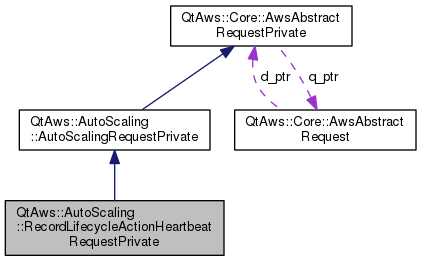 QtAws::Core::AwsAbstract
RequestPrivate
d_ptr
q_ptr
QtAws::AutoScaling
::AutoScalingRequestPrivate
QtAws::Core::AwsAbstract
Request
QtAws::AutoScaling
::RecordLifecycleActionHeartbeat
RequestPrivate